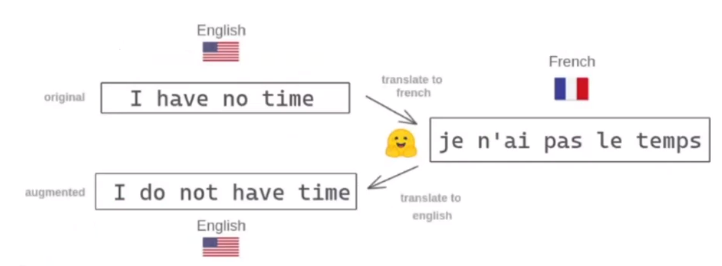 English
original
I have no time
translate to
french
French
je n'ai pas le temps
augmented
I do not have time
translate to
english
English